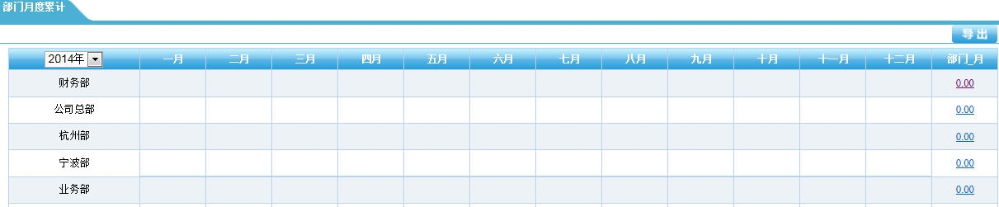 部门月度累计
导出
2014年 一月 二月 三月 四月 五月 六月 七月 八月 九月 十月 十一月 十二月 部门_月
财务部 0.00
公司总部 0.00
杭州部 0.00
宁波部 0.00
业务部 0.00